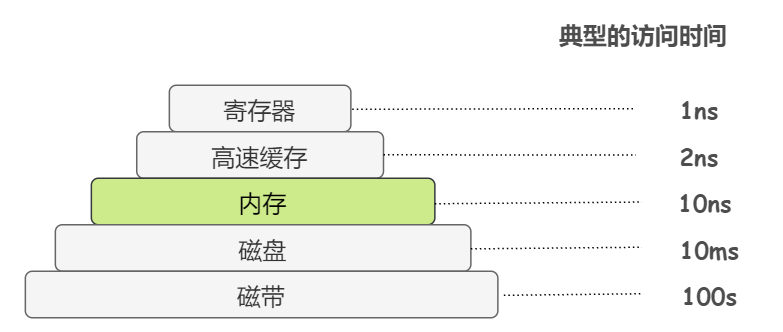 典型的访问时间
寄存器 1ns
高速缓存 2ns
内存 10ns
磁盘 10ms
磁带 100s